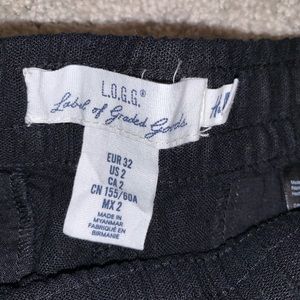 L.O.G.G.®
Label of Graded Goods
H&M
EUR 32
US 2
CA 2
CN 155/60A
MX 2
MADE IN
MYANMAR
FABRIQUÉ EN
BIRMANIE